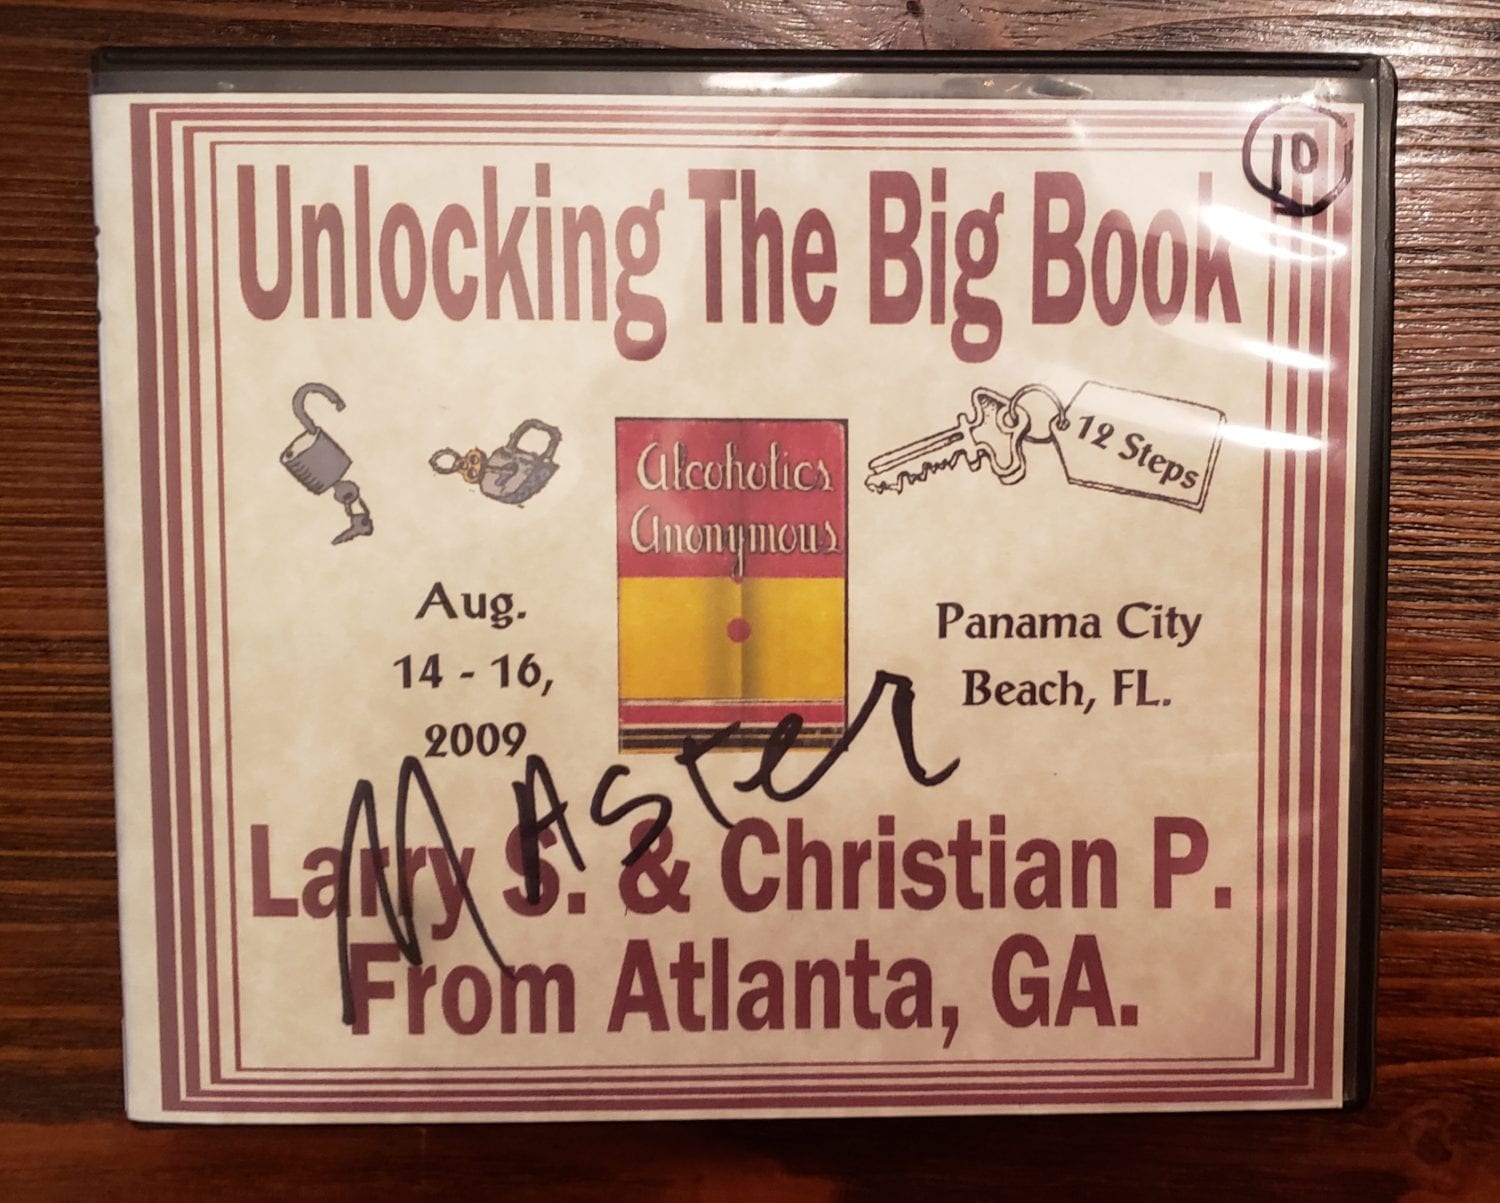 10
Unlocking The Big Book
Alcoholics
Anonymous
12 Steps
Aug.
14 - 16,
2009
Panama City
Beach, FL.
MASTER
Larry S. & Christian P.
From Atlanta, GA.